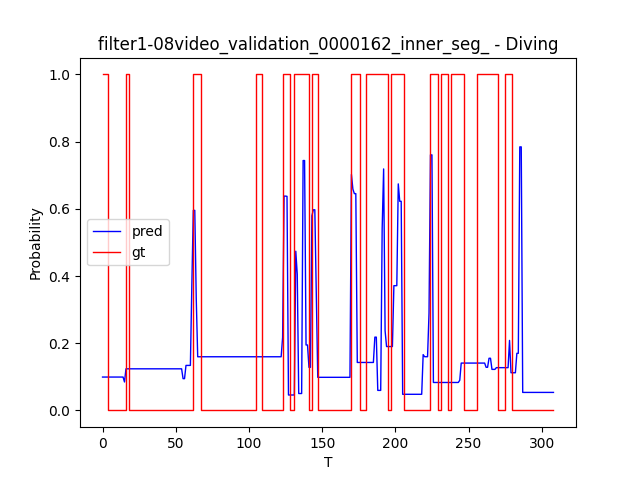 filter1-08video_validation_0000162_inner_seg_ - Diving
1.0
0.8
0.6
0.4
0.2
0.0
Probability
pred
gt
0 50 100 150 200 250 300
T